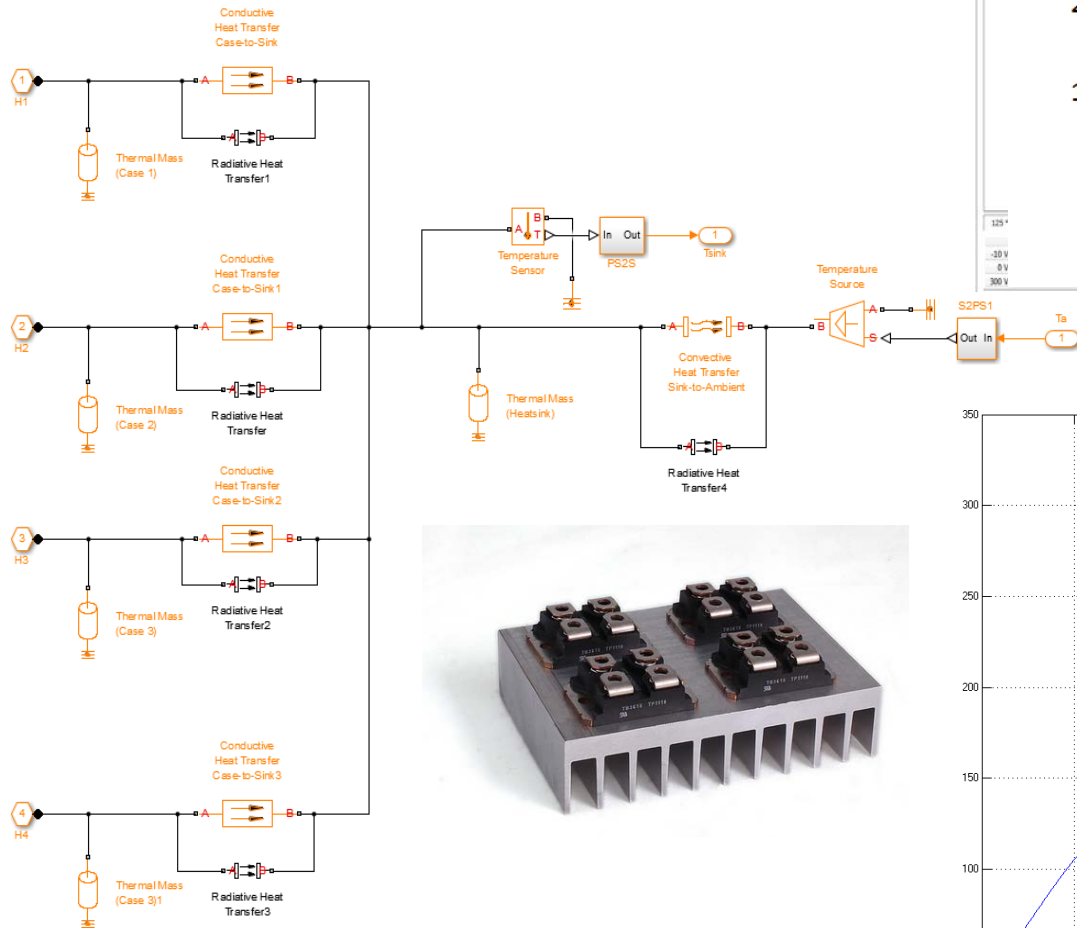 Conductive
Heat Transfer
Case-to-Sink
1
H1
A
B
Thermal Mass
(Case 1)
Radiative Heat
Transfer1
Conductive
Heat Transfer
Case-to-Sink1
2
H2
A
B
Thermal Mass
(Case 2)
Radiative Heat
Transfer
Conductive
Heat Transfer
Case-to-Sink2
3
H3
A
B
Thermal Mass
(Case 3)
Radiative Heat
Transfer2
Conductive
Heat Transfer
Case-to-Sink3
4
H4
A
B
Thermal Mass
(Case 3)1
Radiative Heat
Transfer3
A
B
T
Temperature
Sensor
In Out
PS2S
1
Tsink
Thermal Mass
(Heatsink)
A
B
Convective
Heat Transfer
Sink-to-Ambient
Radiative Heat
Transfer4
Temperature
Source
B
A
S
S2PS1
Out In
Ta
1
125 °
-10 V
0 V
300 V
350
300
250
200
150
100